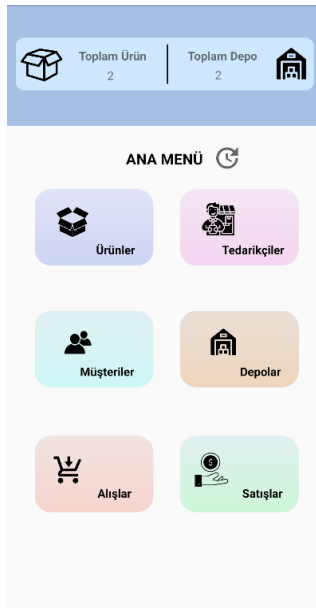 Toplam Ürün
2
Toplam Depo
2
ANA MENÜ
Ürünler
Tedarikçiler
Müşteriler
Depolar
Alışlar
$
Satışlar